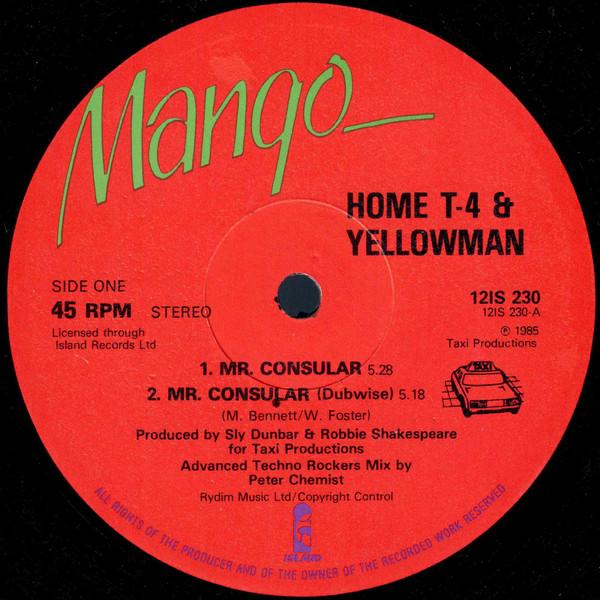 Mango
HOME T-4 &
YELLOWMAN
SIDE ONE
45 RPM STEREO
Licensed through
Island Records Ltd
12IS 230
12IS 230-A
℗ 1985
Taxi Productions
TAXI
1. MR. CONSULAR 5.28
2. MR. CONSULAR (Dubwise) 5.18
(M. Bennett/W. Foster)
Produced by Sly Dunbar & Robbie Shakespeare
for Taxi Productions
Advanced Techno Rockers Mix by
Peter Chemist
Rydim Music Ltd/Copyright Control
ISLAND
ALL RIGHTS OF THE PRODUCER AND OF THE OWNER OF THE RECORDED WORK RESERVED